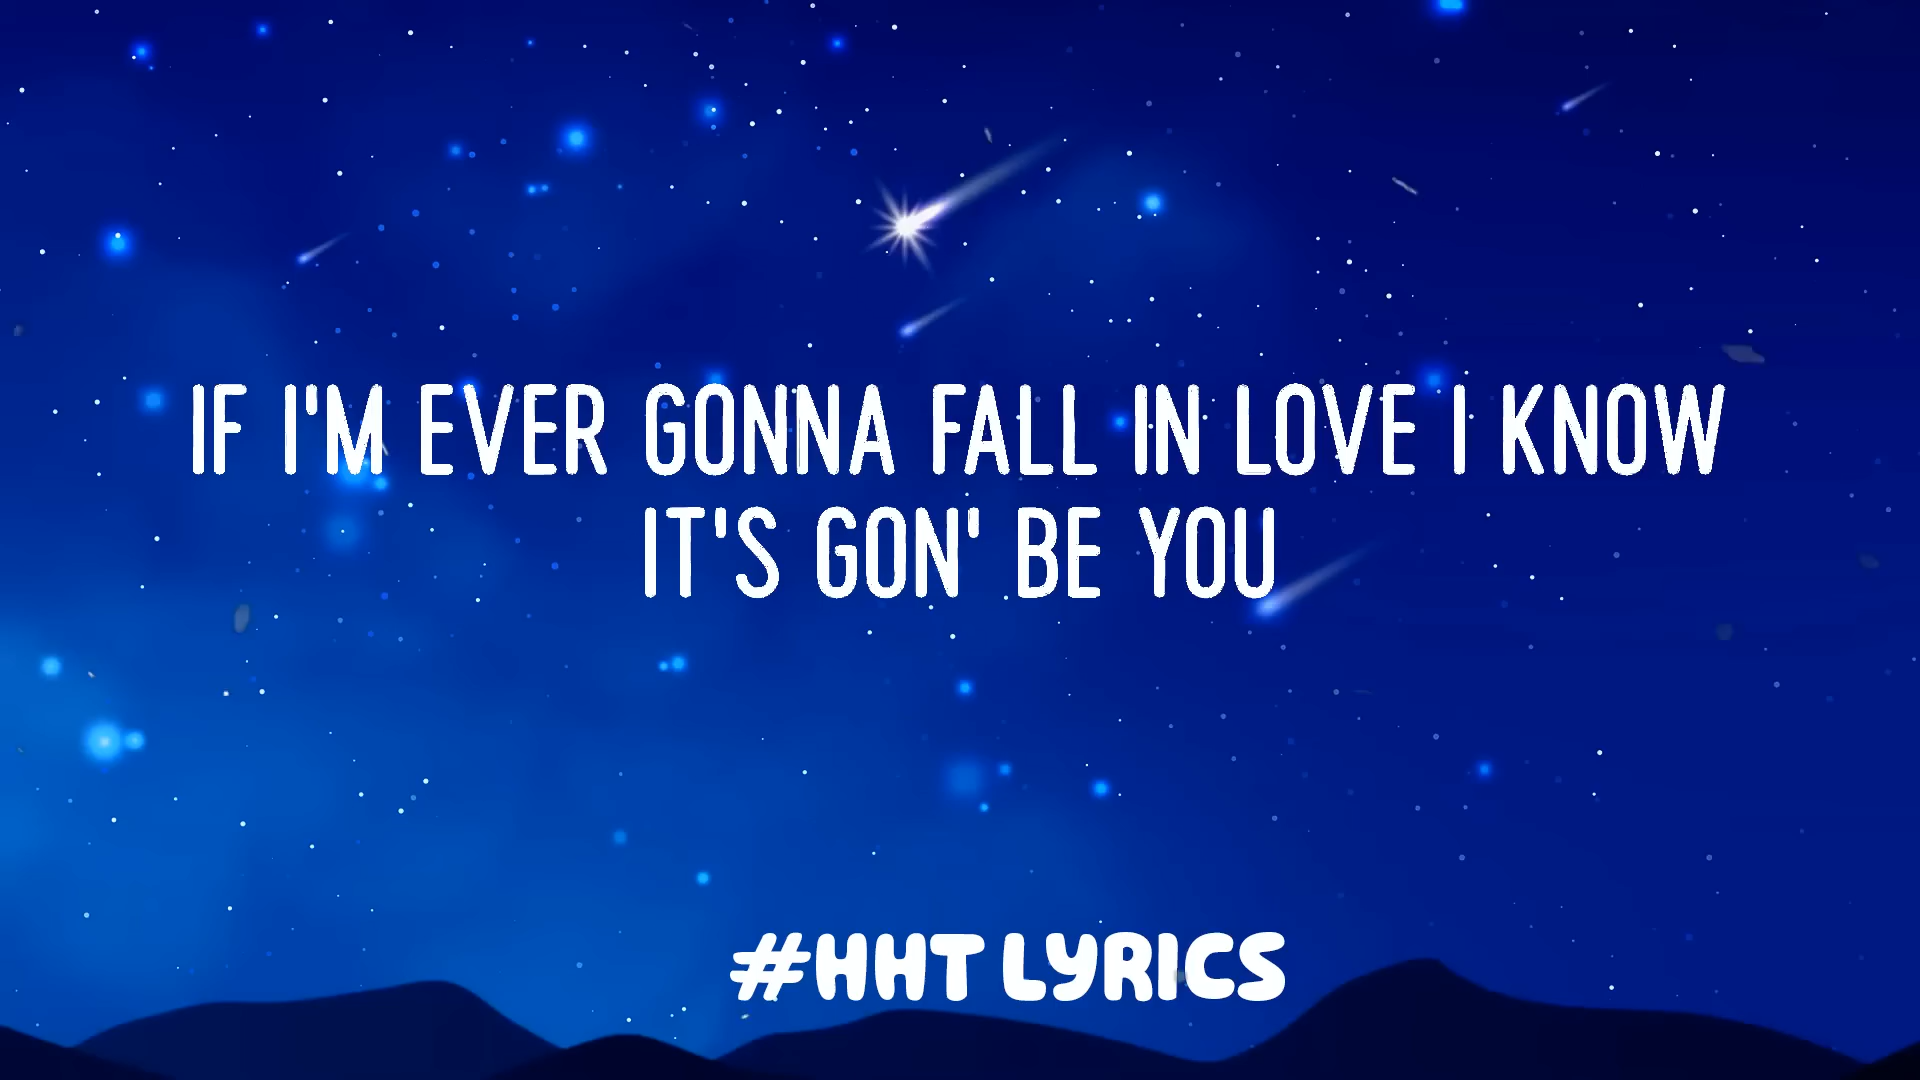 IF I'M EVER GONNA FALL IN LOVE I KNOW
IT'S GON' BE YOU
#HHT LYRICS